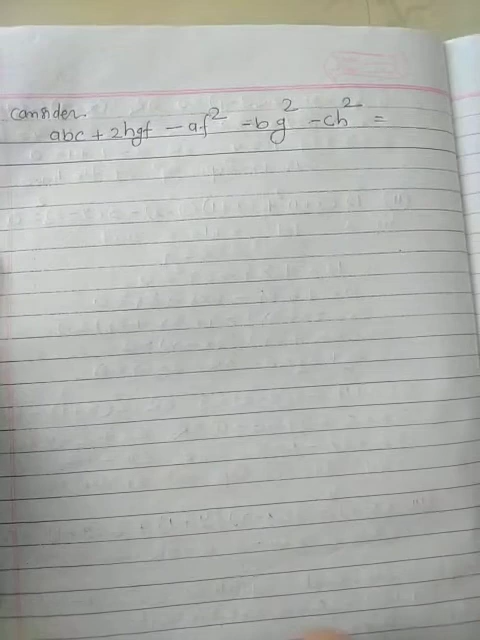 Consider.
abc + 2hgf - af² - bg² - ch² =